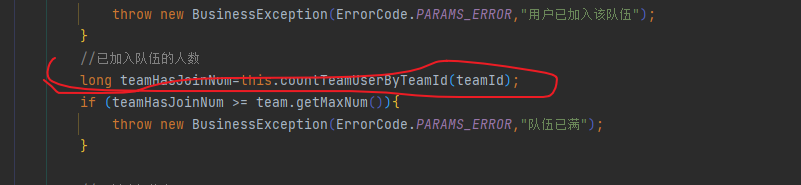 throw new BusinessException(ErrorCode.PARAMS_ERROR,"用户已加入该队伍");
}
//已加入队伍的人数
long teamHasJoinNum=this.countTeamUserByTeamId(teamId);
if (teamHasJoinNum >= team.getMaxNum()){
throw new BusinessException(ErrorCode.PARAMS_ERROR,"队伍已满");
}